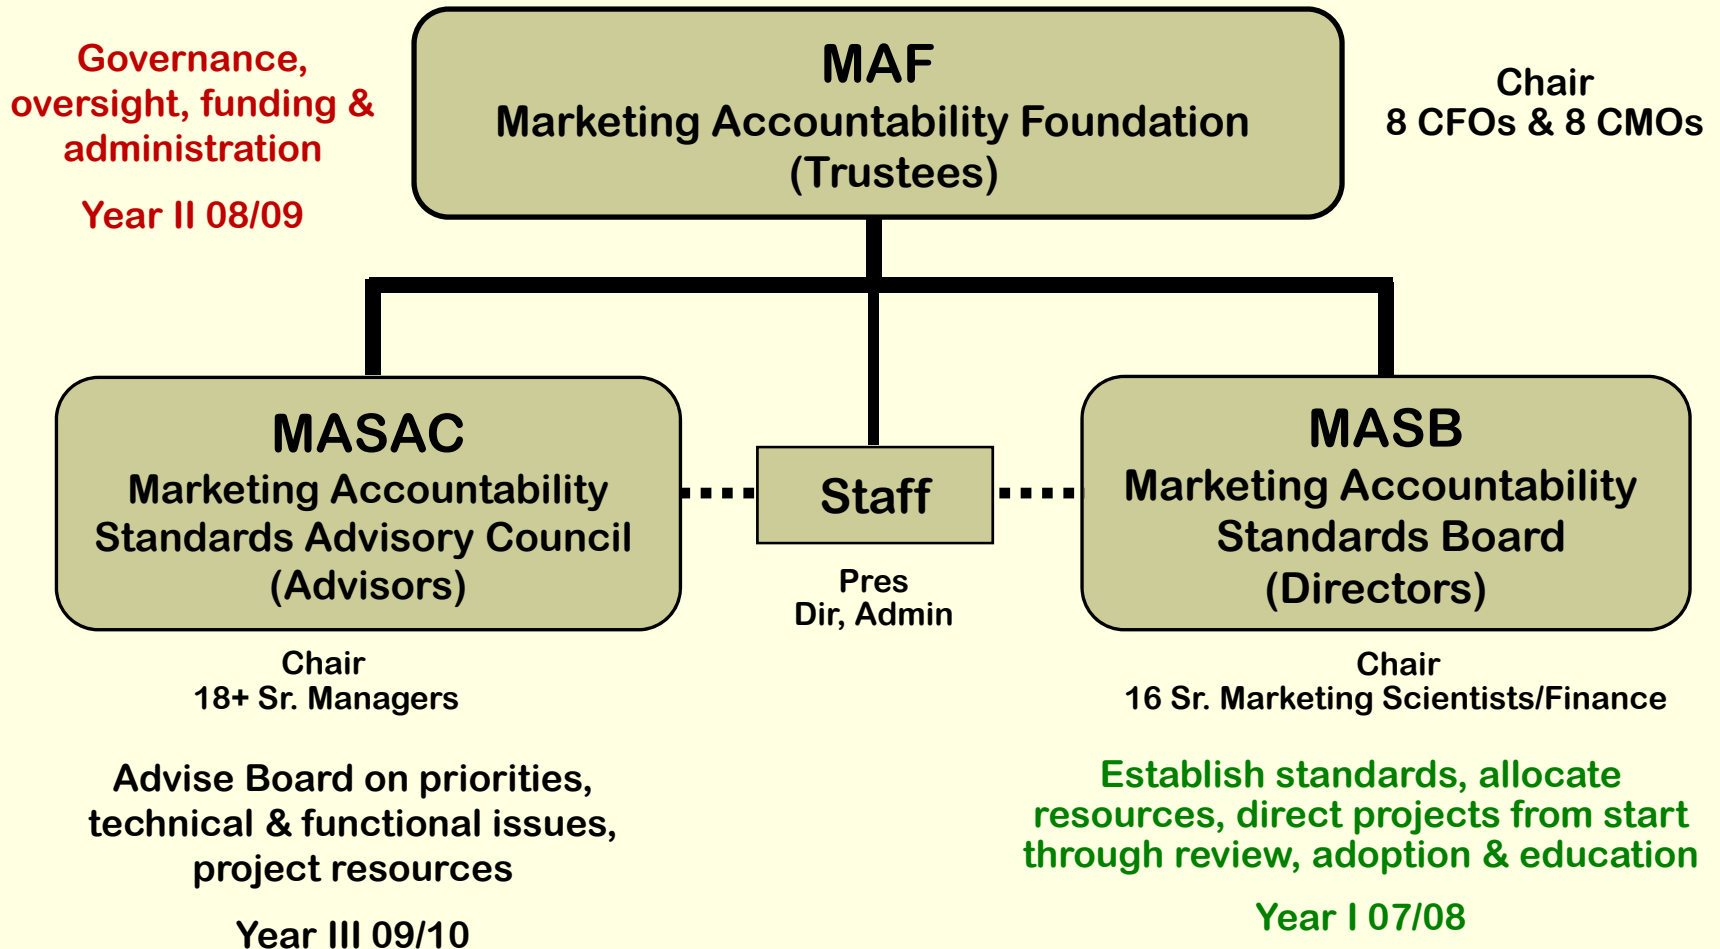 Governance,
oversight, funding &
administration
Year II 08/09
MAF
Marketing Accountability Foundation
(Trustees)
Chair
8 CFOs & 8 CMOs
MASAC
Marketing Accountability
Standards Advisory Council
(Advisors)
Chair
18+ Sr. Managers
Advise Board on priorities,
technical & functional issues,
project resources
Year III 09/10
Staff
Pres
Dir, Admin
MASB
Marketing Accountability
Standards Board
(Directors)
Chair
16 Sr. Marketing Scientists/Finance
Establish standards, allocate
resources, direct projects from start
through review, adoption & education
Year I 07/08